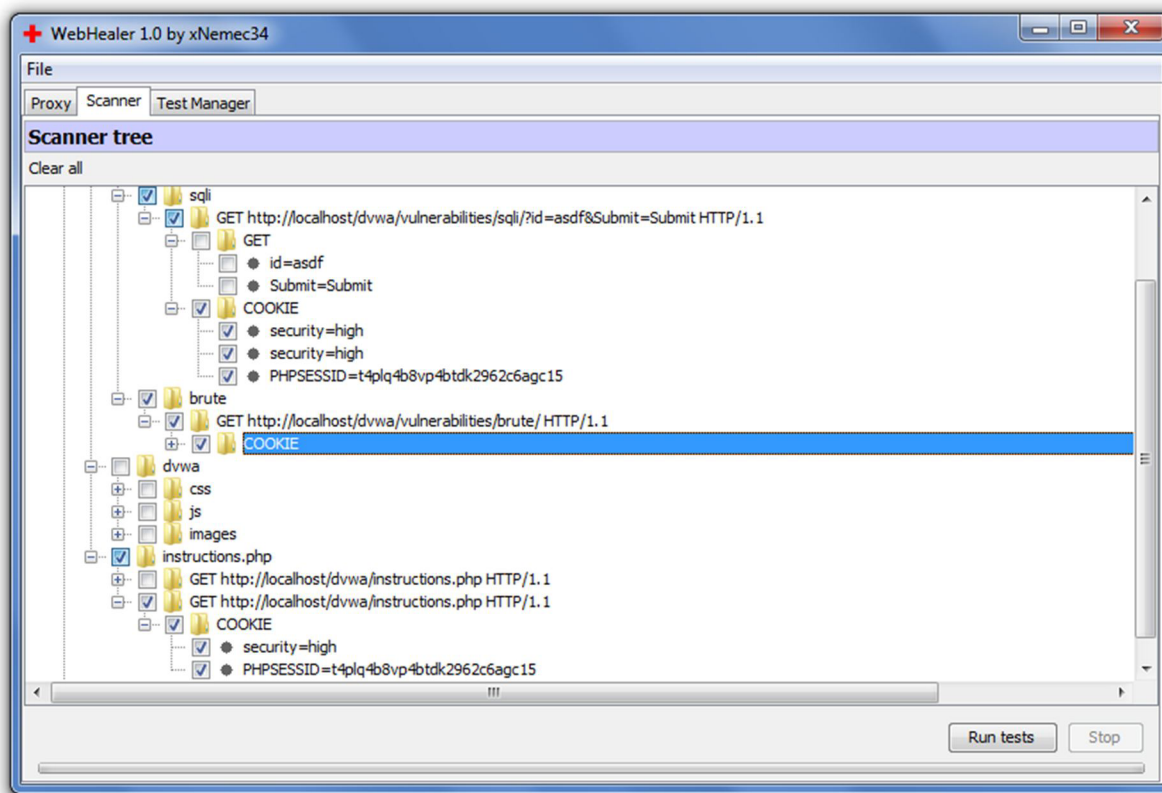 WebHealer 1.0 by xNemec34
File
Proxy Scanner Test Manager
Scanner tree
Clear all
sqli
GET http://localhost/dvwa/vulnerabilities/sqli/?id=asdf&Submit=Submit HTTP/1.1
GET
id=asdf
Submit=Submit
COOKIE
security=high
security=high
PHPSESSID=t4plq4b8vp4btdk2962c6agc15
brute
GET http://localhost/dvwa/vulnerabilities/brute/ HTTP/1.1
COOKIE
dvwa
css
js
images
instructions.php
GET http://localhost/dvwa/instructions.php HTTP/1.1
GET http://localhost/dvwa/instructions.php HTTP/1.1
COOKIE
security=high
PHPSESSID=t4plq4b8vp4btdk2962c6agc15
Run tests Stop